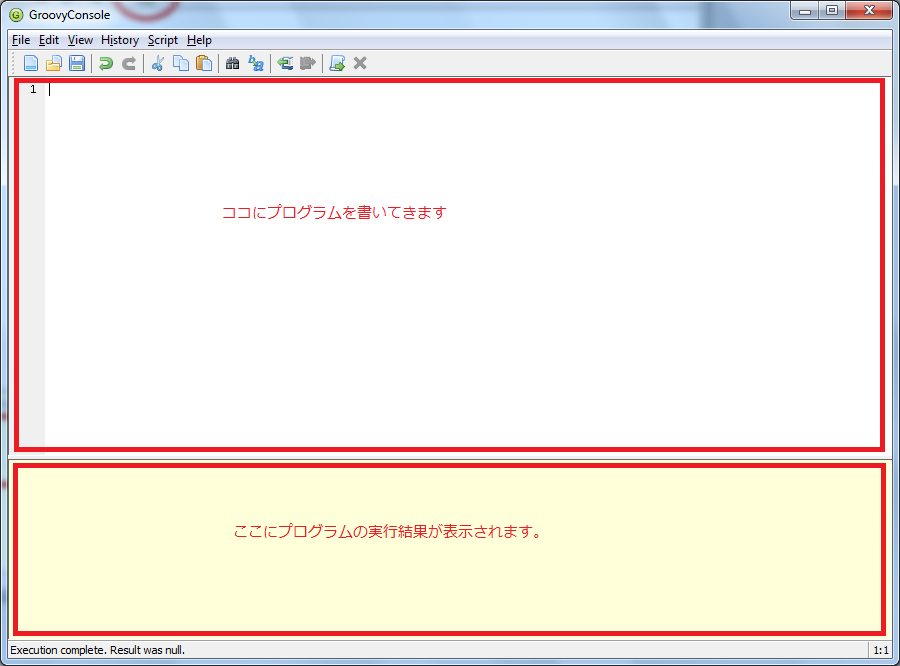 GroovyConsole
File Edit View History Script Help
1
ココにプログラムを書いてきます
ここにプログラムの実行結果が表示されます。
Execution complete. Result was null.
1:1